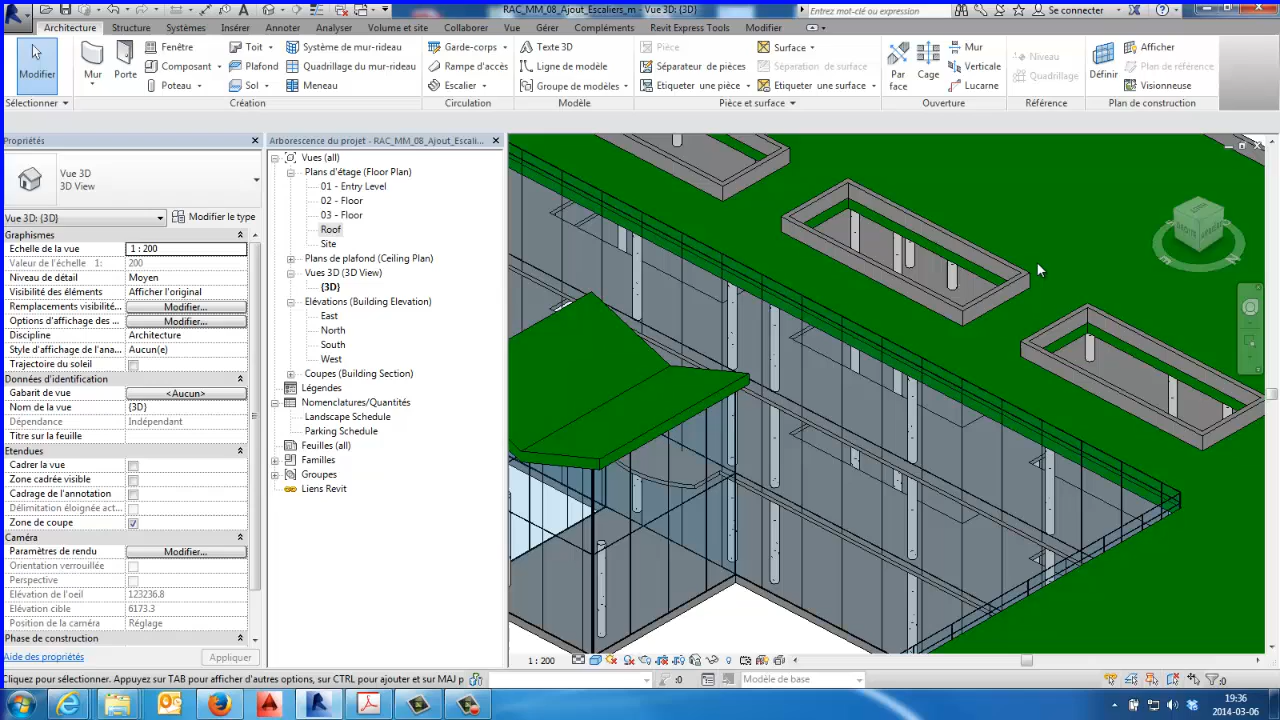 RAC_MM_08_Ajout_Escaliers_m - Vue 3D: {3D}
Entrez mot-clé ou expression
Se connecter
Architecture Structure Systèmes Insérer Annoter Analyser Volume et site Collaborer Vue Gérer Compléments Revit Express Tools Modifier
Modifier
Mur
Porte
Fenêtre
Composant
Poteau
Toit
Plafond
Sol
Système de mur-rideau
Quadrillage du mur-rideau
Meneau
Garde-corps
Rampe d'accès
Escalier
Texte 3D
Ligne de modèle
Groupe de modèles
Pièce
Séparateur de pièces
Etiqueter une pièce
Surface
Séparation de surface
Etiqueter une surface
Par face
Cage
Mur
Verticale
Lucarne
Niveau
Quadrillage
Définir
Afficher
Plan de référence
Visionneuse
Sélectionner Création Circulation Modèle Pièce et surface Ouverture Référence Plan de construction
Propriétés
Vue 3D
3D View
Vue 3D: {3D} Modifier le type
Graphismes
Echelle de la vue 1 : 200
Valeur de l'échelle 1: 200
Niveau de détail Moyen
Visibilité des éléments Afficher l'original
Remplacements visibilité... Modifier...
Options d'affichage des ... Modifier...
Discipline Architecture
Style d'affichage de l'ana... Aucun(e)
Trajectoire du soleil
Données d'identification
Gabarit de vue <Aucun>
Nom de la vue {3D}
Dépendance Indépendant
Titre sur la feuille
Etendues
Cadrer la vue
Zone cadrée visible
Cadrage de l'annotation
Délimitation éloignée act...
Zone de coupe
Caméra
Paramètres de rendu Modifier...
Orientation verrouillée
Perspective
Elévation de l'oeil 123236.8
Elévation cible 6173.3
Position de la caméra Réglage
Phase de construction
Aide des propriétés Appliquer
Arborescence du projet - RAC_MM_08_Ajout_Escali...
Vues (all)
Plans d'étage (Floor Plan)
01 - Entry Level
02 - Floor
03 - Floor
Roof
Site
Plans de plafond (Ceiling Plan)
Vues 3D (3D View)
{3D}
Elévations (Building Elevation)
East
North
South
West
Coupes (Building Section)
Légendes
Nomenclatures/Quantités
Landscape Schedule
Parking Schedule
Feuilles (all)
Familles
Groupes
Liens Revit
1 : 200
Cliquez pour sélectionner. Appuyez sur TAB pour afficher d'autres options, sur CTRL pour ajouter et sur MAJ p
:0
Modèle de base
:0
19:36
2014-03-06